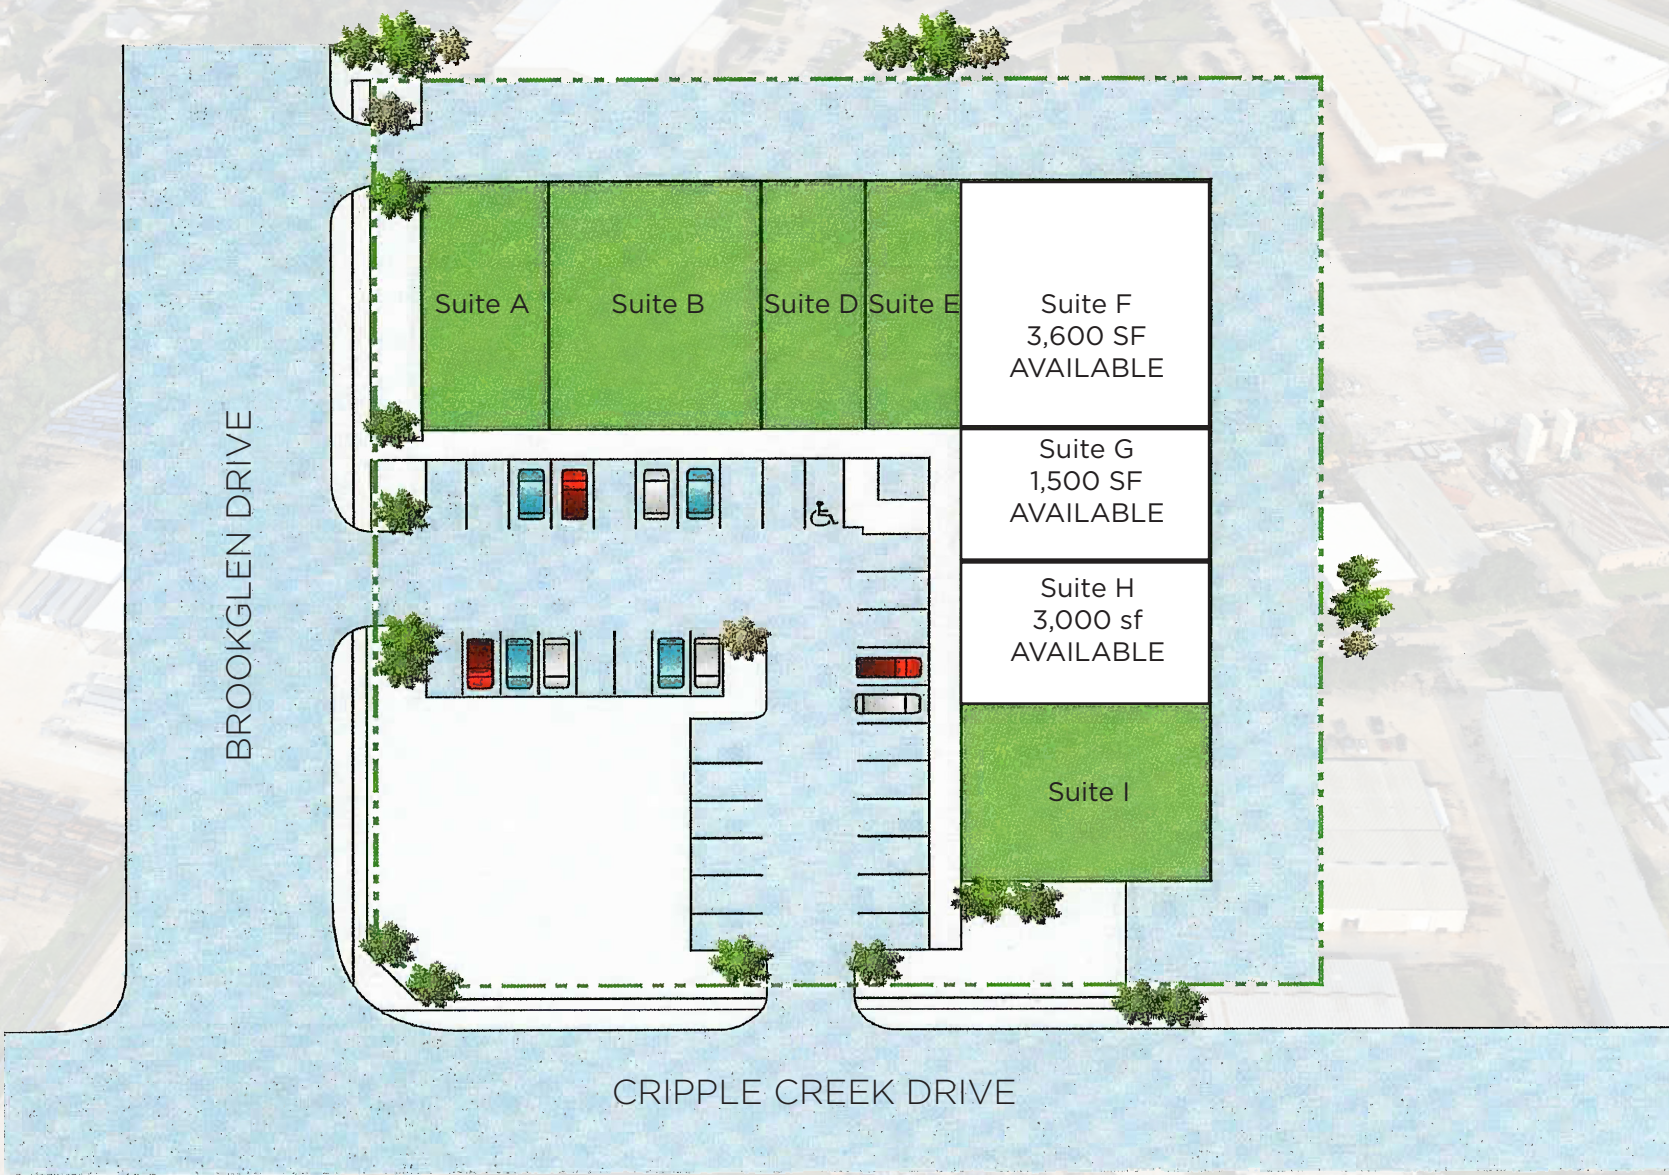 Suite A
Suite B
Suite D
Suite E
Suite F
3,600 SF
AVAILABLE
Suite G
1,500 SF
AVAILABLE
Suite H
3,000 sf
AVAILABLE
Suite I
BROOKGLEN DRIVE
CRIPPLE CREEK DRIVE